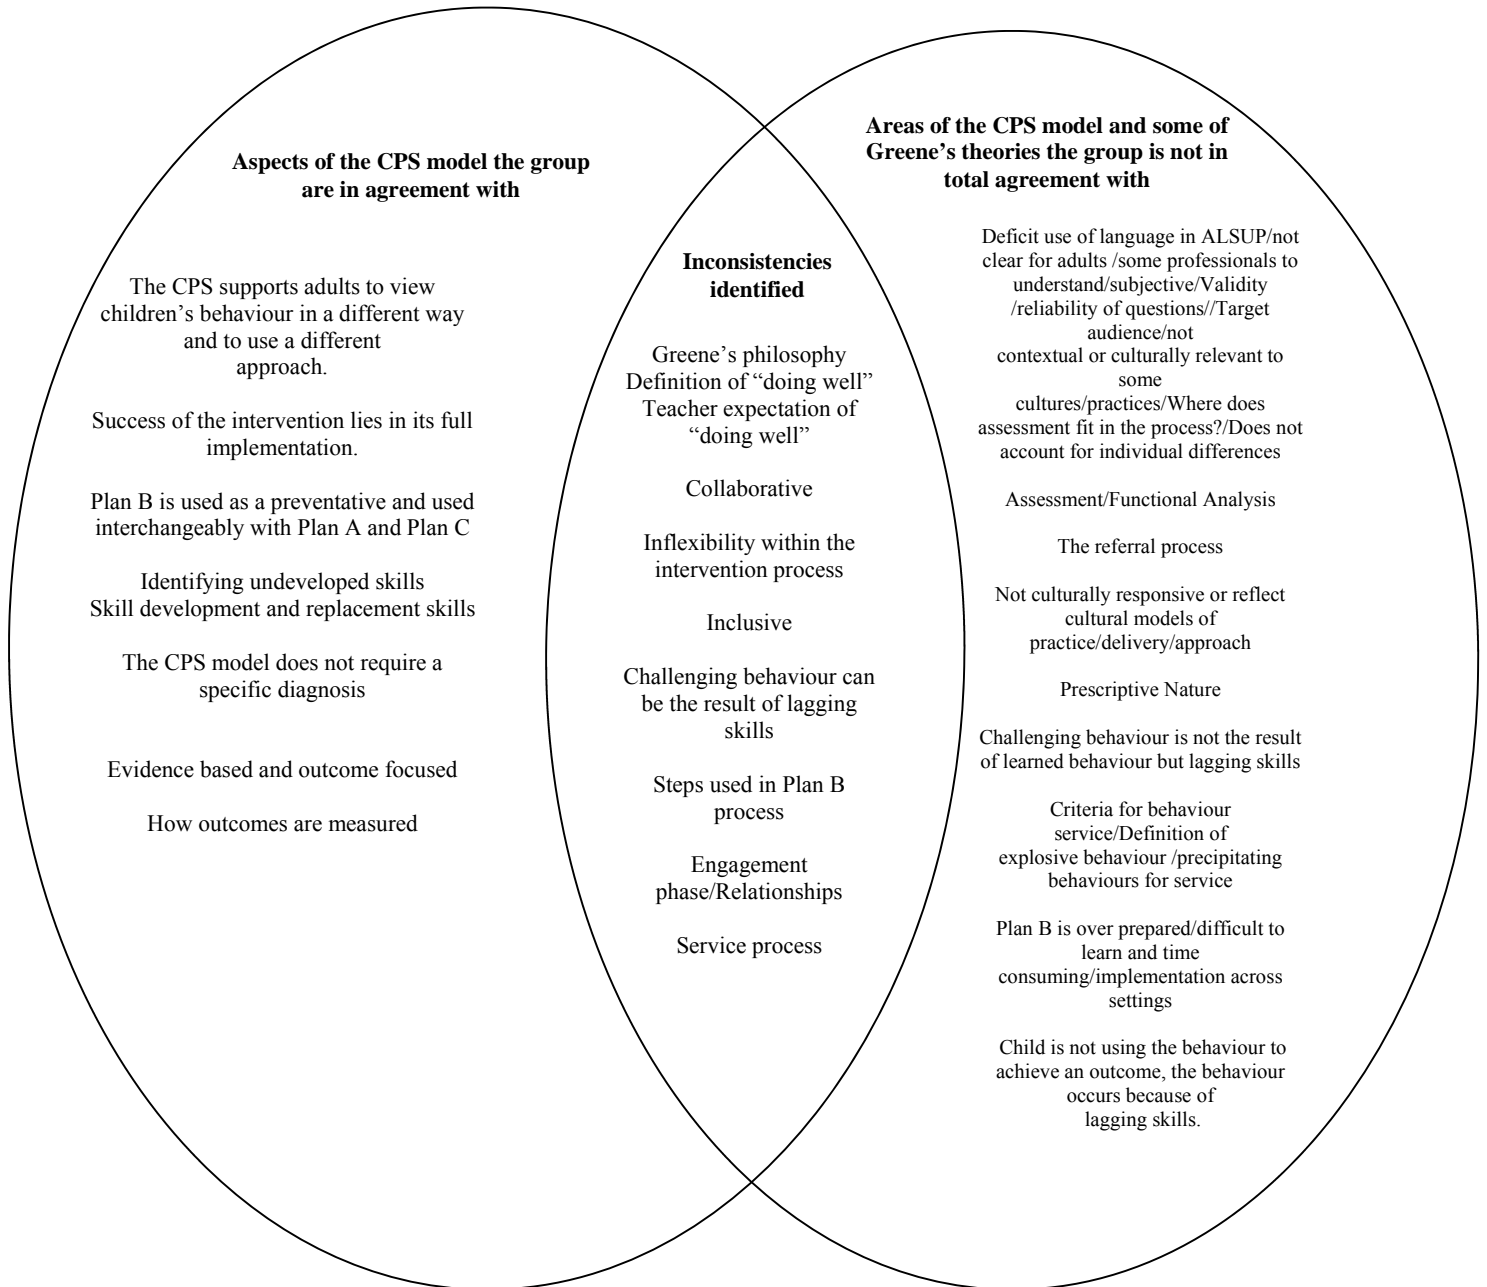 Aspects of the CPS model the group
are in agreement with
The CPS supports adults to view
children’s behaviour in a different way
and to use a different
approach.
Success of the intervention lies in its full
implementation.
Plan B is used as a preventative and used
interchangeably with Plan A and Plan C
Identifying undeveloped skills
Skill development and replacement skills
The CPS model does not require a
specific diagnosis
Evidence based and outcome focused
How outcomes are measured
Inconsistencies
identified
Greene’s philosophy
Definition of “doing well”
Teacher expectation of
“doing well”
Collaborative
Inflexibility within the
intervention process
Inclusive
Challenging behaviour can
be the result of lagging
skills
Steps used in Plan B
process
Engagement
phase/Relationships
Service process
Areas of the CPS model and some of
Greene’s theories the group is not in
total agreement with
Deficit use of language in ALSUP/not
clear for adults /some professionals to
understand/subjective/Validity
/reliability of questions//Target
audience/not
contextual or culturally relevant to
some
cultures/practices/Where does
assessment fit in the process?/Does not
account for individual differences
Assessment/Functional Analysis
The referral process
Not culturally responsive or reflect
cultural models of
practice/delivery/approach
Prescriptive Nature
Challenging behaviour is not the result
of learned behaviour but lagging skills
Criteria for behaviour
service/Definition of
explosive behaviour /precipitating
behaviours for service
Plan B is over prepared/difficult to
learn and time
consuming/implementation across
settings
Child is not using the behaviour to
achieve an outcome, the behaviour
occurs because of
lagging skills.